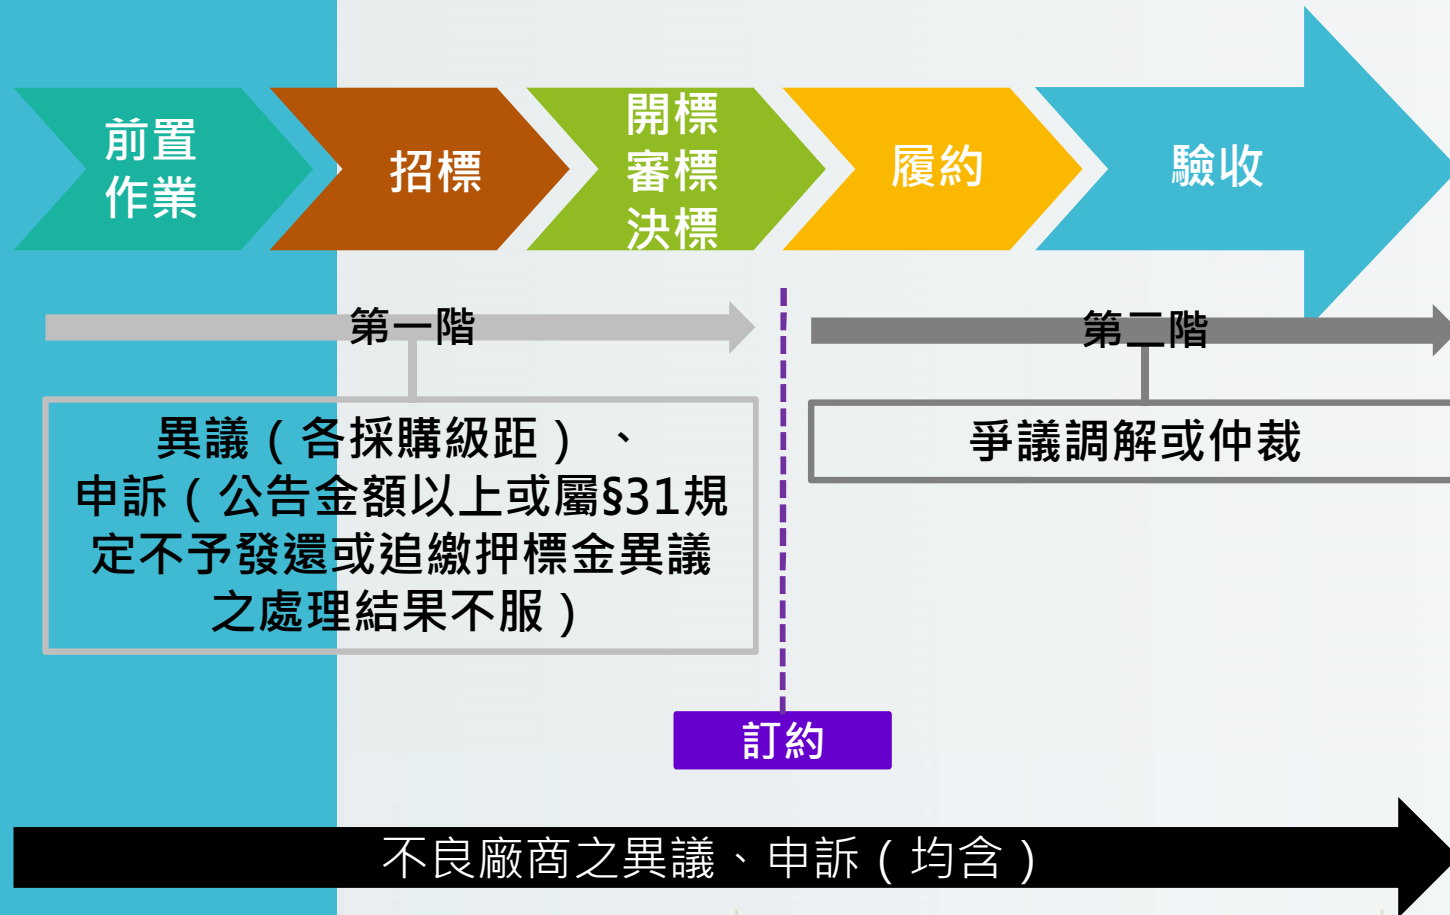 前置
作業
招標
開標
審標
決標
履約
驗收
第一階
第二階
異議（各採購級距）、
申訴（公告金額以上或屬§31規
定不予發還或追繳押標金異議
之處理結果不服）
爭議調解或仲裁
訂約
不良廠商之異議、申訴（均含）